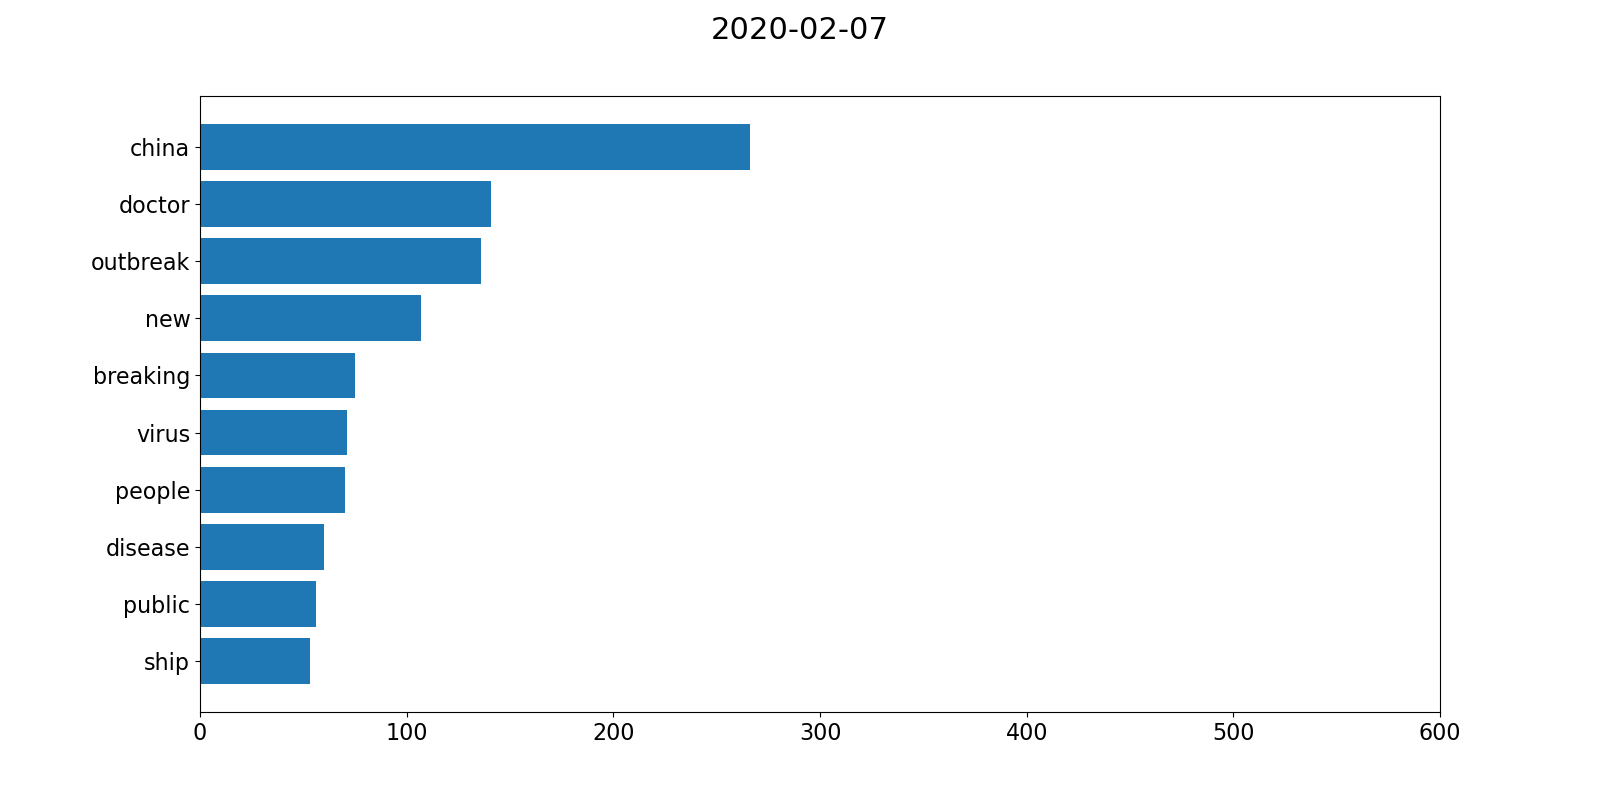 2020-02-07
china
doctor
outbreak
new
breaking
virus
people
disease
public
ship
0 100 200 300 400 500 600